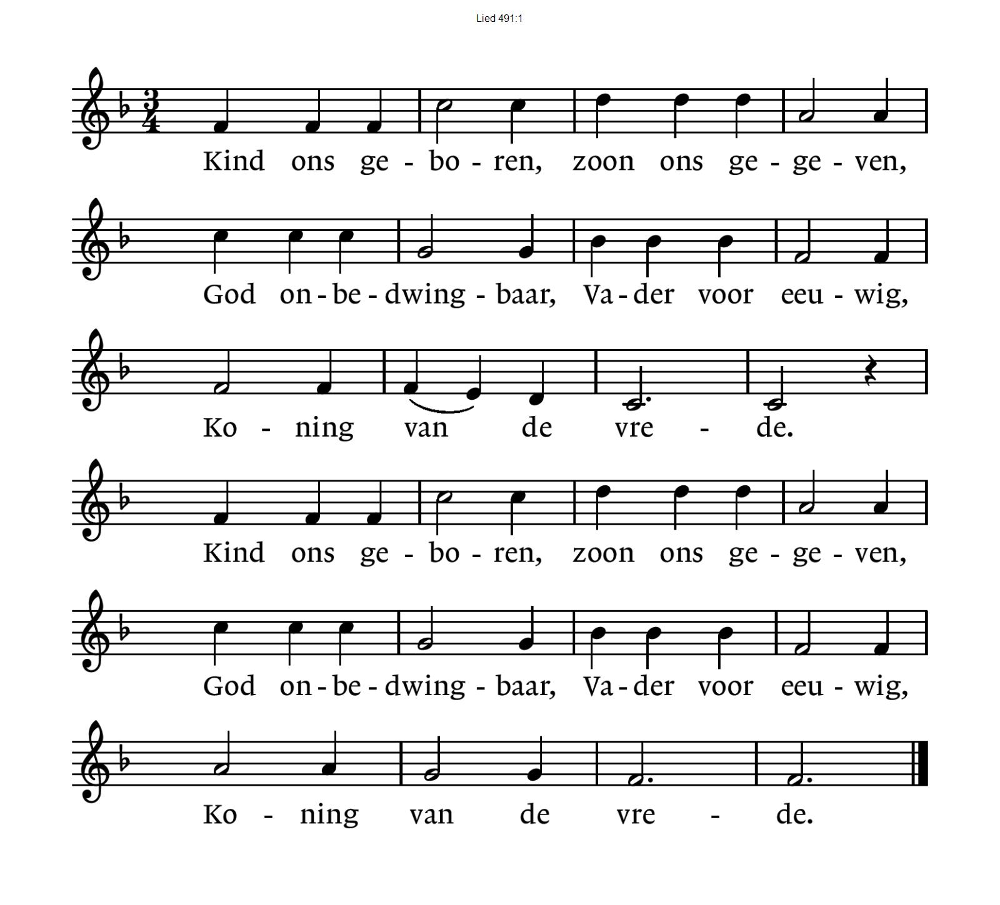 Lied 491:1
3
4
Kind ons ge - bo - ren, zoon ons ge - ge - ven,
God on - be - dwing - baar, Va - der voor eeu - wig,
Ko - ning van de vre - de.
Kind ons ge - bo - ren, zoon ons ge - ge - ven,
God on - be - dwing - baar, Va - der voor eeu - wig,
Ko - ning van de vre - de.